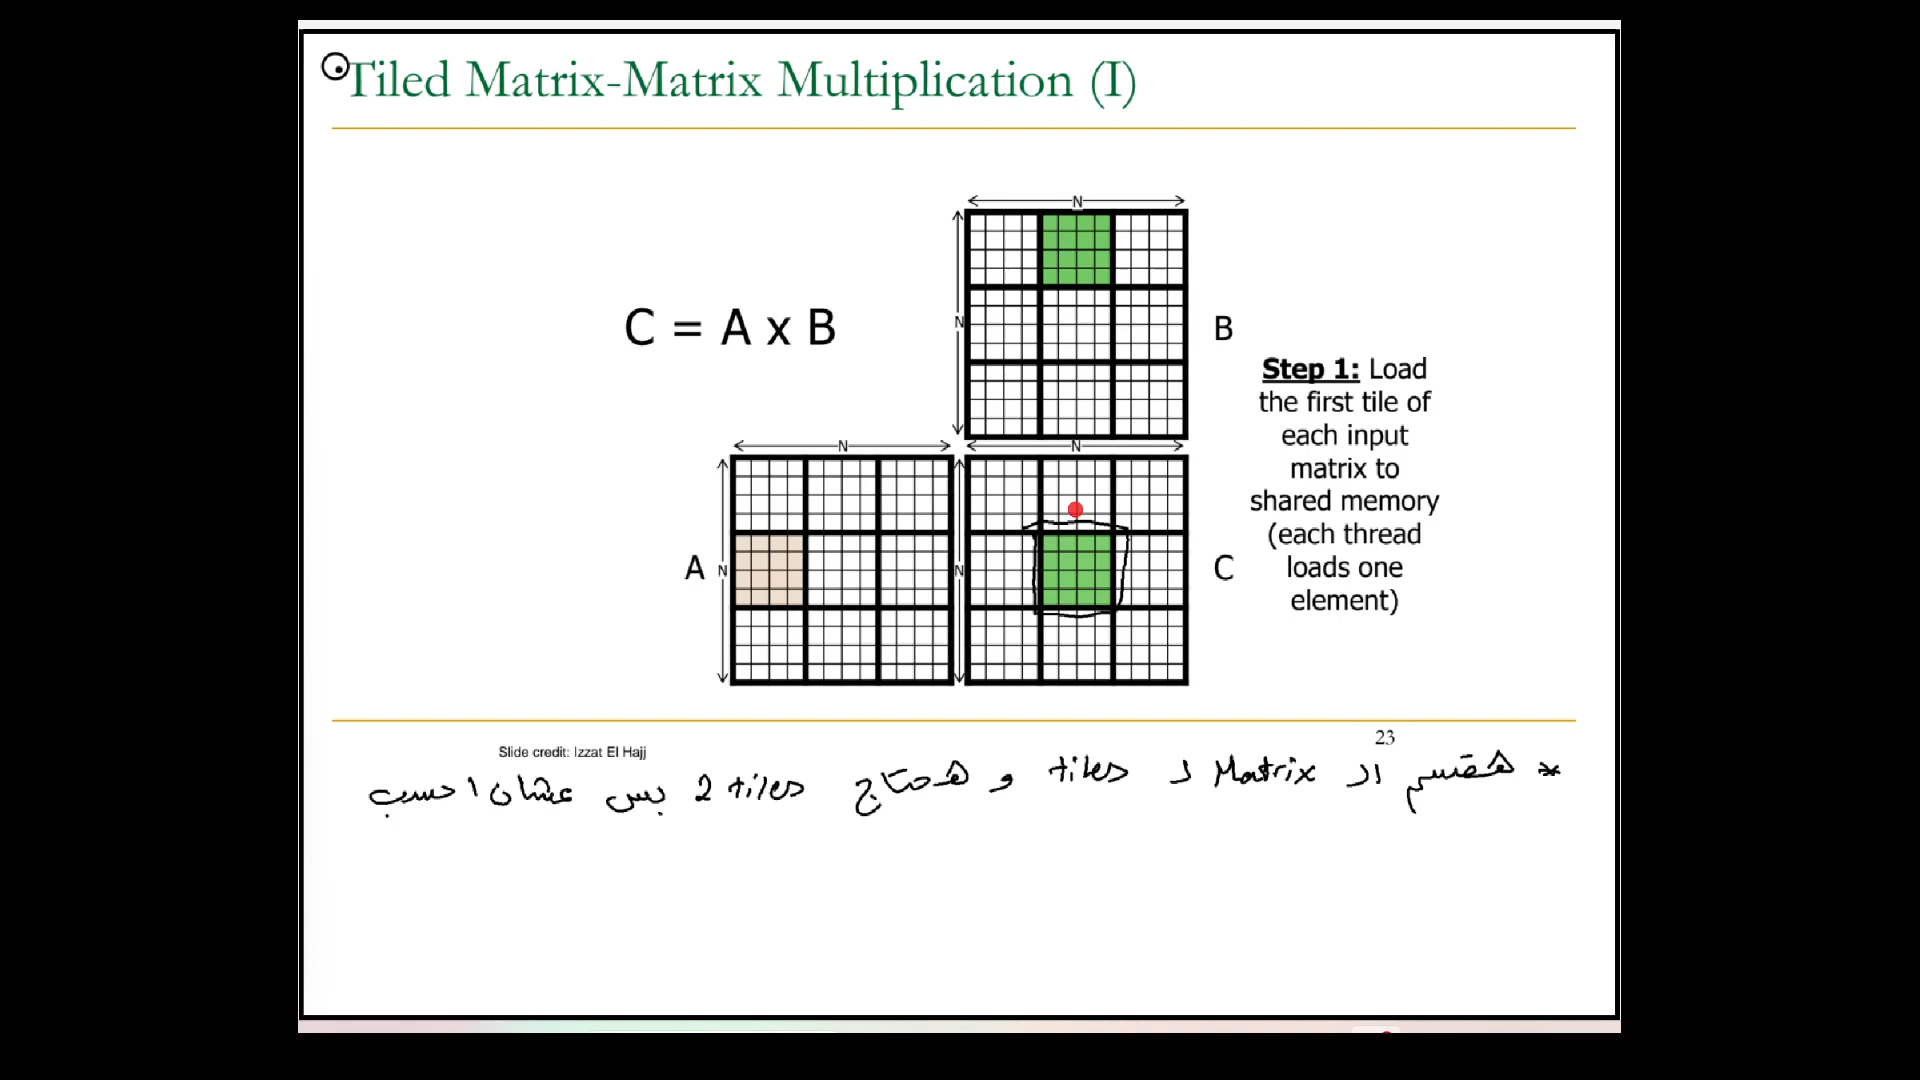 Tiled Matrix-Matrix Multiplication (I)
N
N
B
C = A x B
Step 1: Load
the first tile of
each input
matrix to
shared memory
(each thread
loads one
element)
N
N
A
N
N
C
23
Slide credit: Izzat El Hajj
* هقسم ال Matrix ل tiles و هحتاج 2 tiles بس عشان احسب